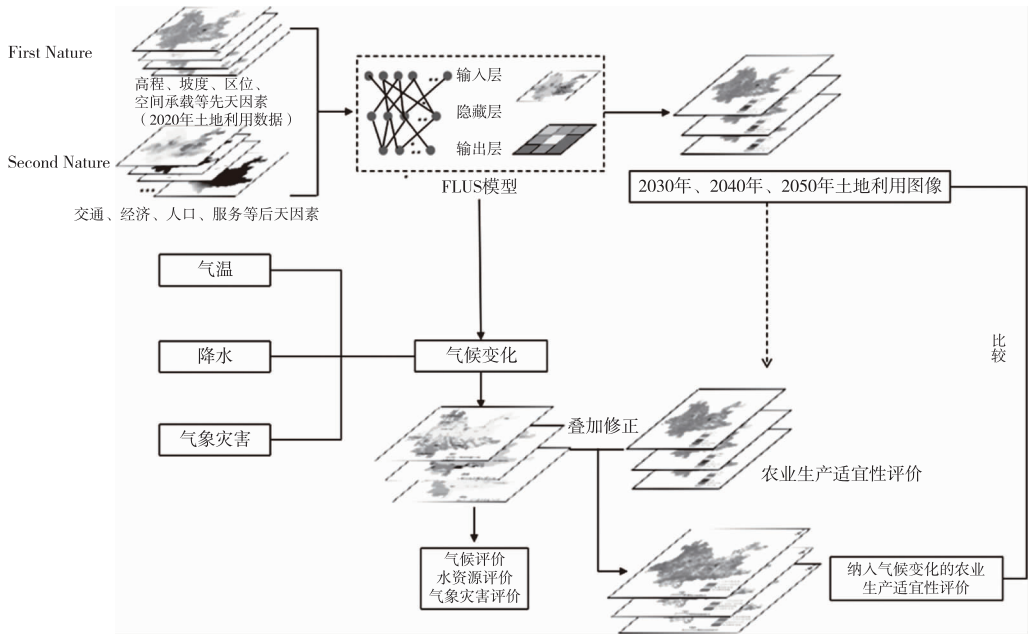 First Nature
高程、坡度、区位、
空间承载等先天因素
（2020年土地利用数据）
Second Nature
交通、经济、人口、服务等后天因素
输入层
隐藏层
输出层
FLUS模型
2030年、2040年、2050年土地利用图像
气温
降水
气象灾害
气候变化
比较
叠加修正
农业生产适宜性评价
气候评价
水资源评价
气象灾害评价
纳入气候变化的农业
生产适宜性评价